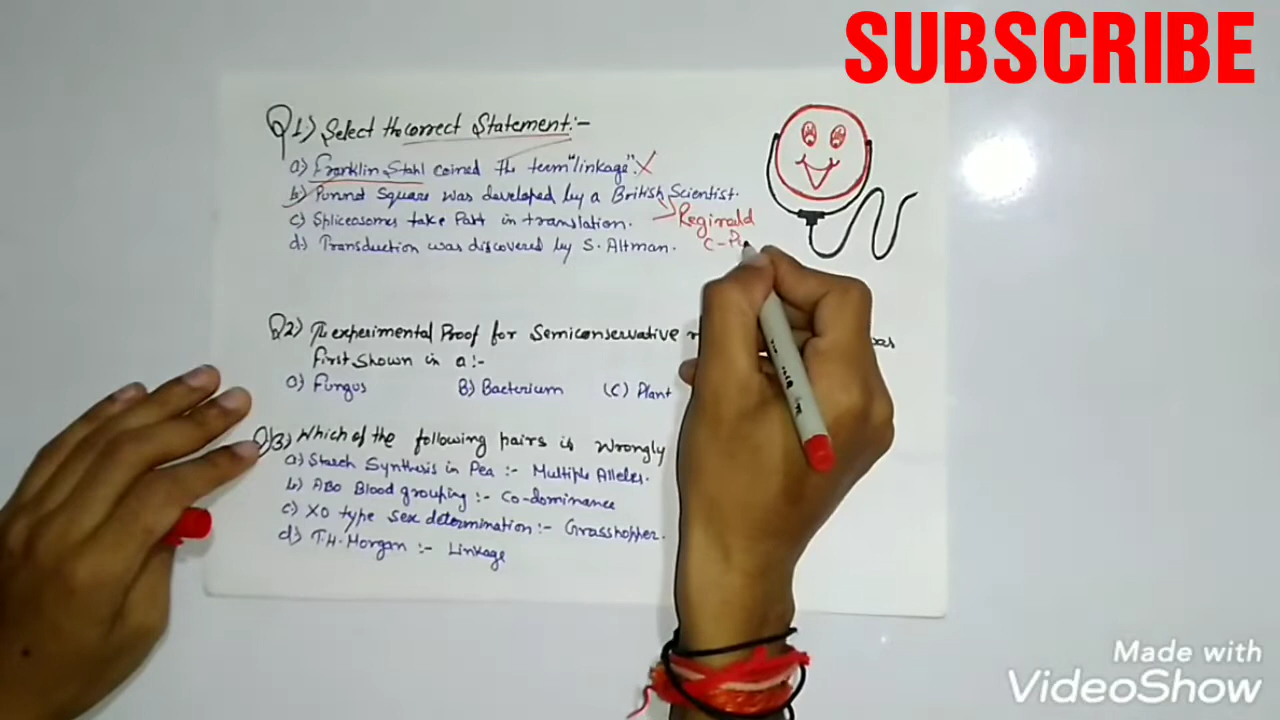 SUBSCRIBE
Q1) Select the correct Statement:-
a) Franklin Stahl coined the term "linkage". X
b) Punnd Square was developed by a British Scientist.
c) Spliceosomes take Part in translation.
Reginald
d) Transduction was discovered by S. Altman.
C-Pu
Q2) The experimental Proof for Semiconservative
first shown in a:-
a) Fungus B) Bacterium (C) Plant
Q3) Which of the following pairs is Wrongly
a) Starch Synthesis in Pea :- Multiple Alleles.
b) ABO Blood grouping :- Co-dominance
c) XO type Sex determination :- Grasshopper.
d) T.H. Morgan :- Linkage
Made with
VideoShow